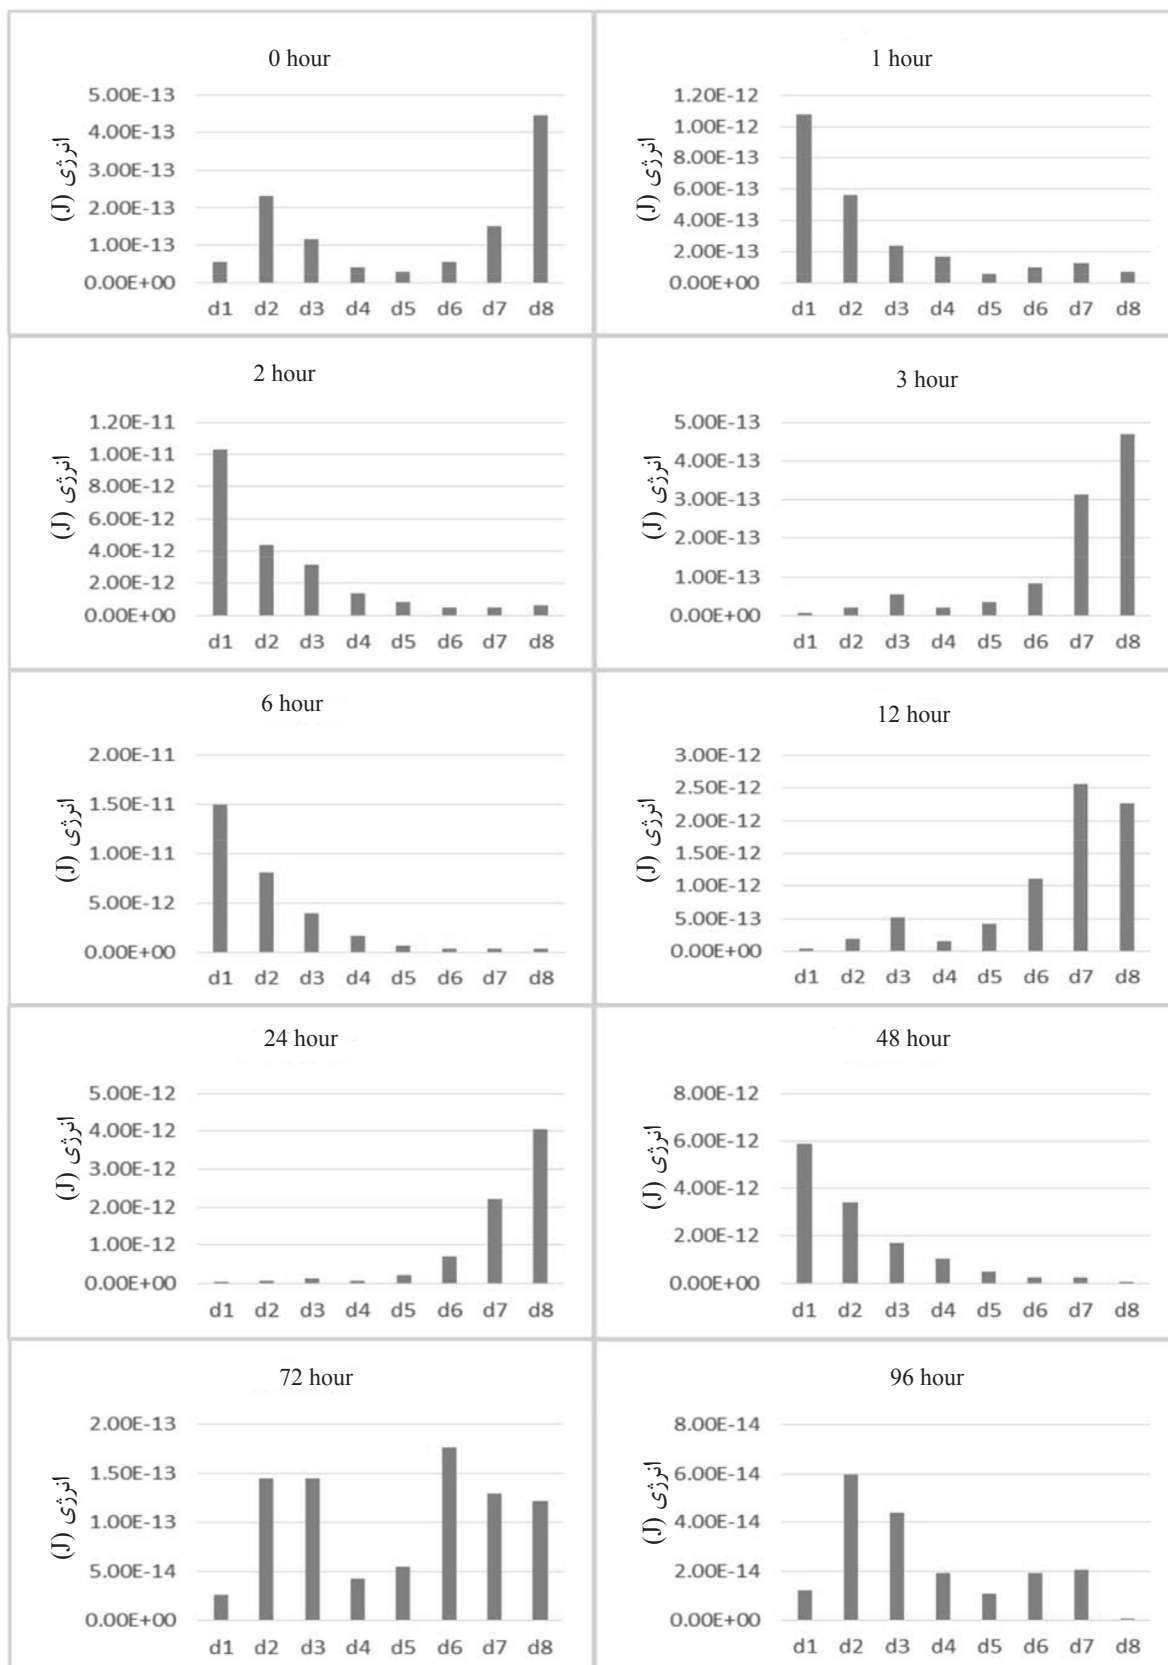 0 hour
5.00E-13
4.00E-13
3.00E-13
2.00E-13
1.00E-13
0.00E+00
انرژی (J)
d1 d2 d3 d4 d5 d6 d7 d8
1 hour
1.20E-12
1.00E-12
8.00E-13
6.00E-13
4.00E-13
2.00E-13
0.00E+00
انرژی (J)
d1 d2 d3 d4 d5 d6 d7 d8
2 hour
1.20E-11
1.00E-11
8.00E-12
6.00E-12
4.00E-12
2.00E-12
0.00E+00
انرژی (J)
d1 d2 d3 d4 d5 d6 d7 d8
3 hour
5.00E-13
4.00E-13
3.00E-13
2.00E-13
1.00E-13
0.00E+00
انرژی (J)
d1 d2 d3 d4 d5 d6 d7 d8
6 hour
2.00E-11
1.50E-11
1.00E-11
5.00E-12
0.00E+00
انرژی (J)
d1 d2 d3 d4 d5 d6 d7 d8
12 hour
3.00E-12
2.50E-12
2.00E-12
1.50E-12
1.00E-12
5.00E-13
0.00E+00
انرژی (J)
d1 d2 d3 d4 d5 d6 d7 d8
24 hour
5.00E-12
4.00E-12
3.00E-12
2.00E-12
1.00E-12
0.00E+00
انرژی (J)
d1 d2 d3 d4 d5 d6 d7 d8
48 hour
8.00E-12
6.00E-12
4.00E-12
2.00E-12
0.00E+00
انرژی (J)
d1 d2 d3 d4 d5 d6 d7 d8
72 hour
2.00E-13
1.50E-13
1.00E-13
5.00E-14
0.00E+00
انرژی (J)
d1 d2 d3 d4 d5 d6 d7 d8
96 hour
8.00E-14
6.00E-14
4.00E-14
2.00E-14
0.00E+00
انرژی (J)
d1 d2 d3 d4 d5 d6 d7 d8